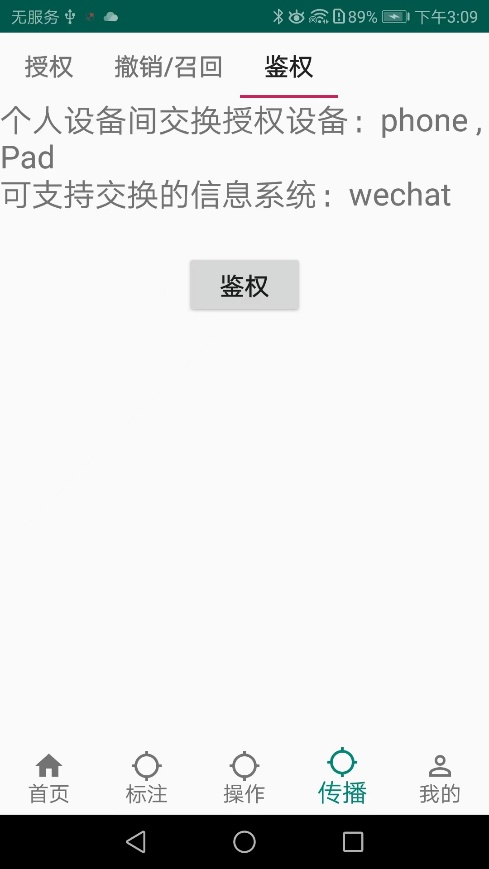 无服务 89% 下午3:09
授权 撤销/召回 鉴权
个人设备间交换授权设备：phone ,
Pad
可支持交换的信息系统：wechat
鉴权
首页 标注 操作 传播 我的